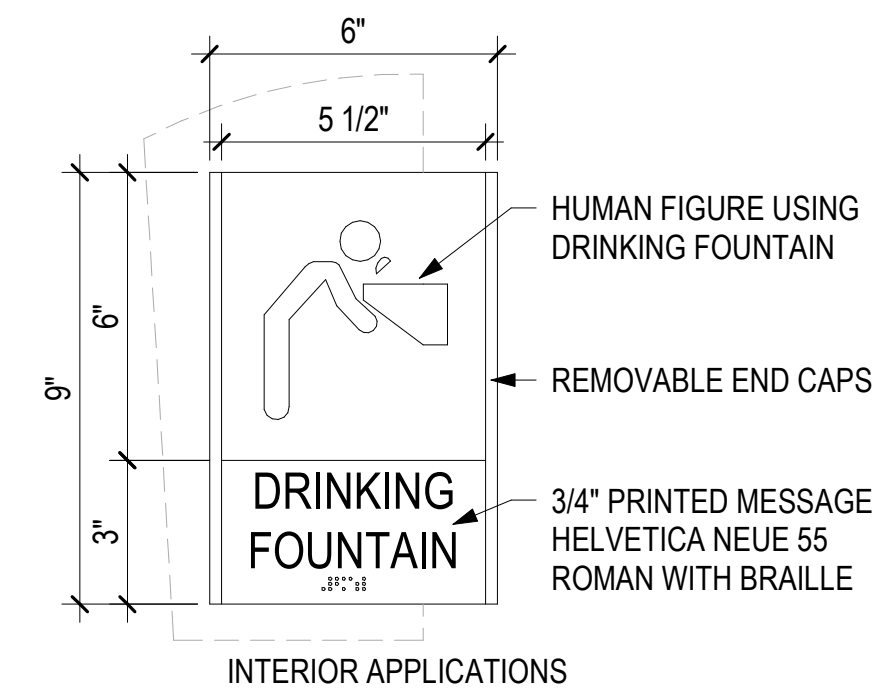 6"
5 1/2"
HUMAN FIGURE USING
DRINKING FOUNTAIN
6"
9"
REMOVABLE END CAPS
DRINKING
FOUNTAIN
3"
3/4" PRINTED MESSAGE
HELVETICA NEUE 55
ROMAN WITH BRAILLE
INTERIOR APPLICATIONS